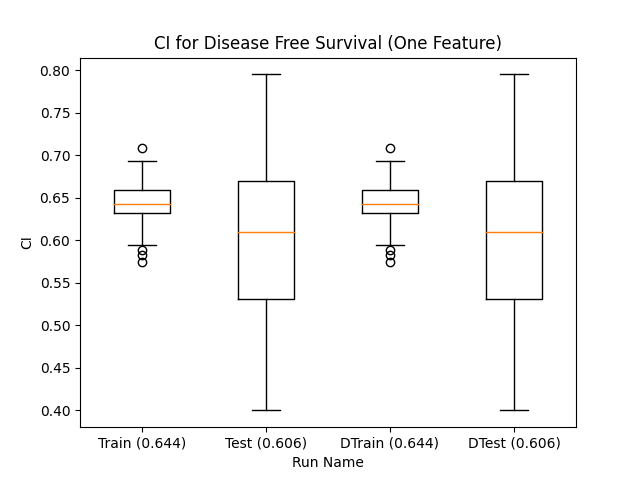 CI for Disease Free Survival (One Feature)
0.80
0.75
0.70
0.65
0.60
0.55
0.50
0.45
0.40
CI
Train (0.644) Test (0.606) DTrain (0.644) DTest (0.606)
Run Name